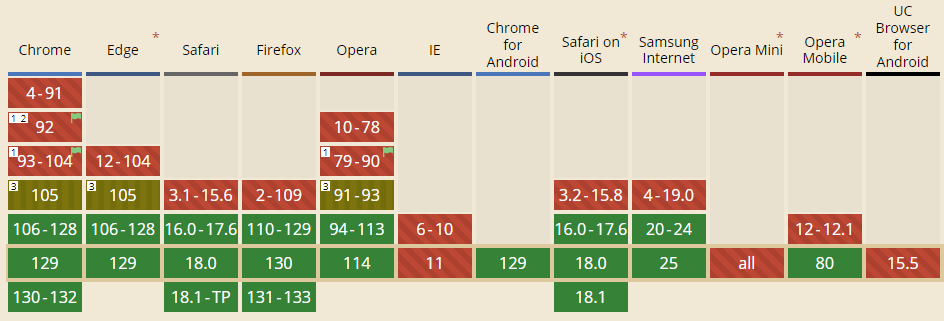 Chrome
Edge *
Safari
Firefox
Opera
IE
Chrome
for
Android
Safari on *
iOS
Samsung
Internet
Opera Mini *
Opera *
Mobile
UC
Browser
for
Android
4-91
1 2 92
10-78
1 93-104
12-104
1 79-90
3 105
3 105
3.1-15.6
2-109
3 91-93
3.2-15.8
4-19.0
106-128
106-128
16.0-17.6
110-129
94-113
6-10
16.0-17.6
20-24
12-12.1
129
129
18.0
130
114
11
129
18.0
25
all
80
15.5
130-132
18.1-TP
131-133
18.1